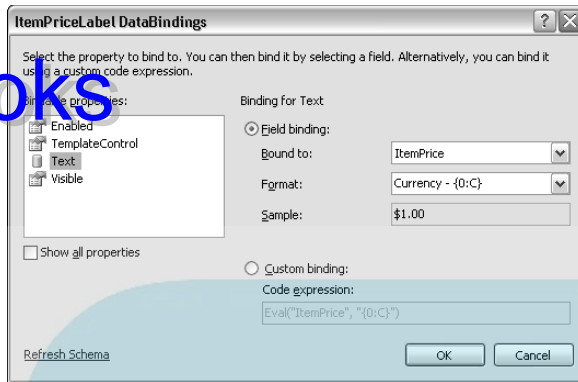 ItemPriceLabel DataBindings
Select the property to bind to. You can then bind it by selecting a field. Alternatively, you can bind it
using a custom code expression.
oks
Bindable properties:
Enabled
TemplateControl
Text
Visible
Show all properties
Binding for Text
Field binding:
Bound to: ItemPrice
Format: Currency - {0:C}
Sample: $1.00
Custom binding:
Code expression:
Eval("ItemPrice", "{0:C}")
Refresh Schema
OK Cancel